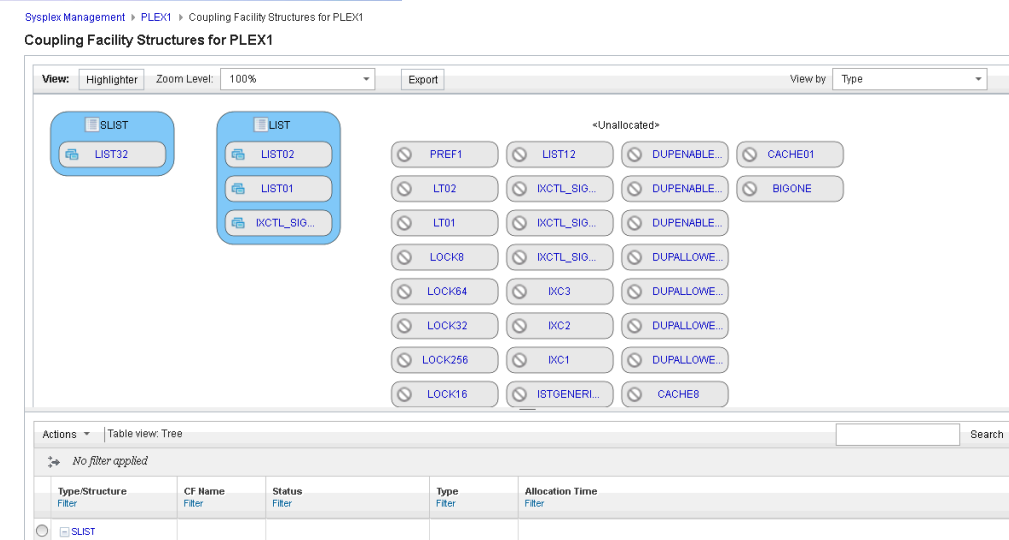 Sysplex Management PLEX1 Coupling Facility Structures for PLEX1
Coupling Facility Structures for PLEX1
View: Highlighter Zoom Level: 100% Export View by Type
SLIST LIST <Unallocated>
LIST32 LIST02 PREF1 LIST12 DUPENABLE... CACHE01
LIST01 LT02 IXCTL_SIG... DUPENABLE... BIGONE
IXCTL_SIG... LT01 IXCTL_SIG... DUPENABLE...
LOCK8 IXCTL_SIG... DUPALLOWE...
LOCK64 IXC3 DUPALLOWE...
LOCK32 IXC2 DUPALLOWE...
LOCK256 IXC1 DUPALLOWE...
LOCK16 ISTGENERI... CACHE8
Actions Table view: Tree Search
No filter applied
Type/Structure CF Name Status Type Allocation Time
Filter Filter Filter Filter Filter
SLIST